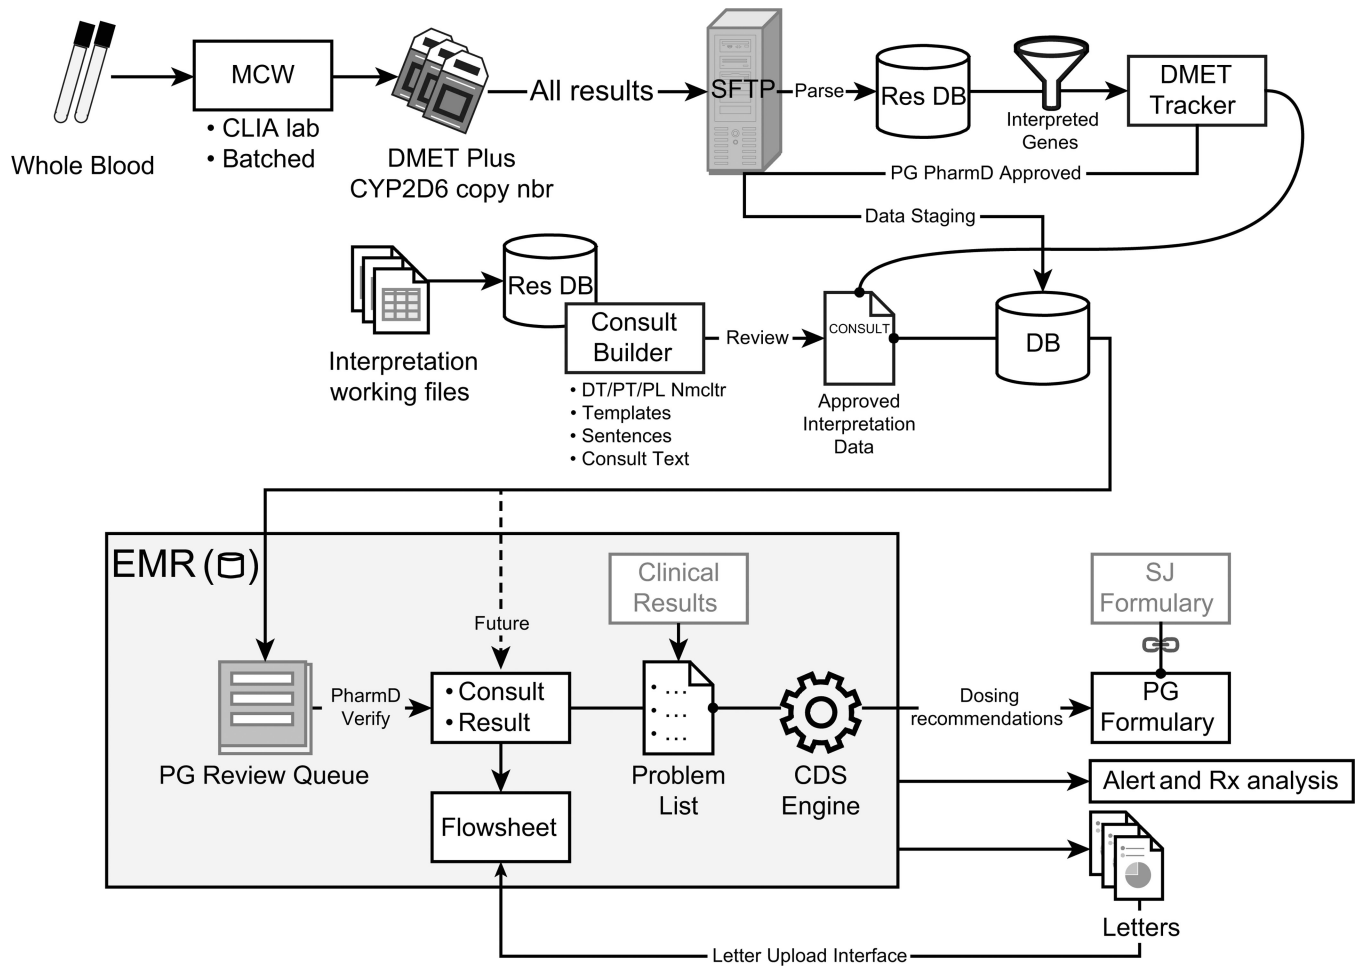 Whole Blood
MCW
• CLIA lab
• Batched
DMET Plus
CYP2D6 copy nbr
All results
SFTP
Parse
Res DB
Interpreted
Genes
DMET
Tracker
PG PharmD Approved
Data Staging
Interpretation
working files
Res DB
Consult
Builder
• DT/PT/PL Nmcltr
• Templates
• Sentences
• Consult Text
Review
CONSULT
Approved
Interpretation
Data
DB
EMR ( )
PG Review Queue
PharmD
Verify
Future
• Consult
• Result
Flowsheet
Clinical
Results
• ...
• ...
• ...
Problem
List
CDS
Engine
Dosing
recommendations
SJ
Formulary
PG
Formulary
Alert and Rx analysis
Letters
Letter Upload Interface